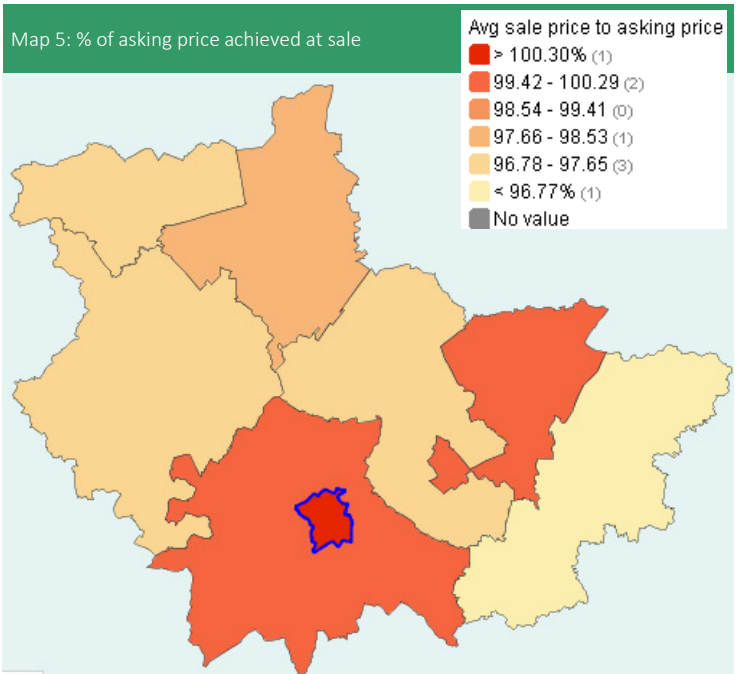 Map 5: % of asking price achieved at sale
Avg sale price to asking price
> 100.30% (1)
99.42 - 100.29 (2)
98.54 - 99.41 (0)
97.66 - 98.53 (1)
96.78 - 97.65 (3)
< 96.77% (1)
No value